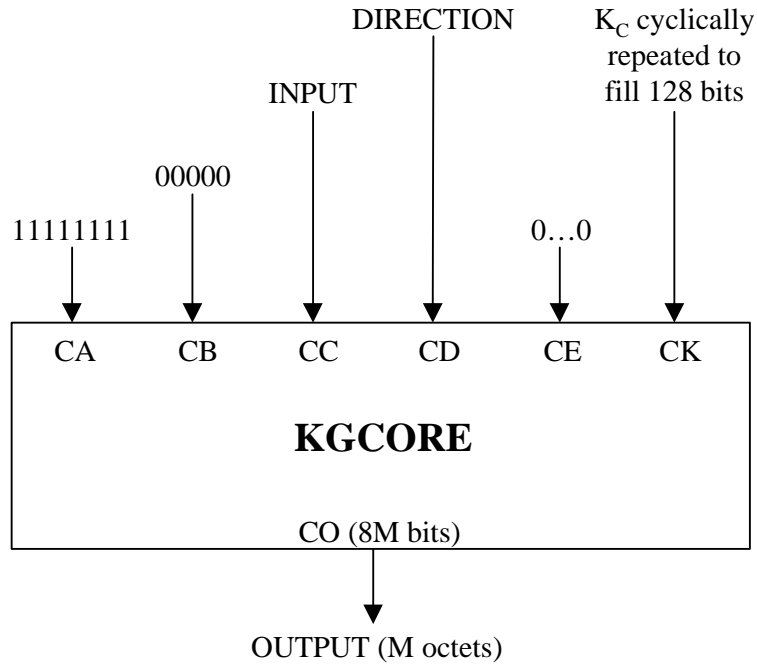 DIRECTION
K_C cyclically
repeated to
fill 128 bits
INPUT
00000
11111111
0…0
CA CB CC CD CE CK
KGCORE
CO (8M bits)
OUTPUT (M octets)